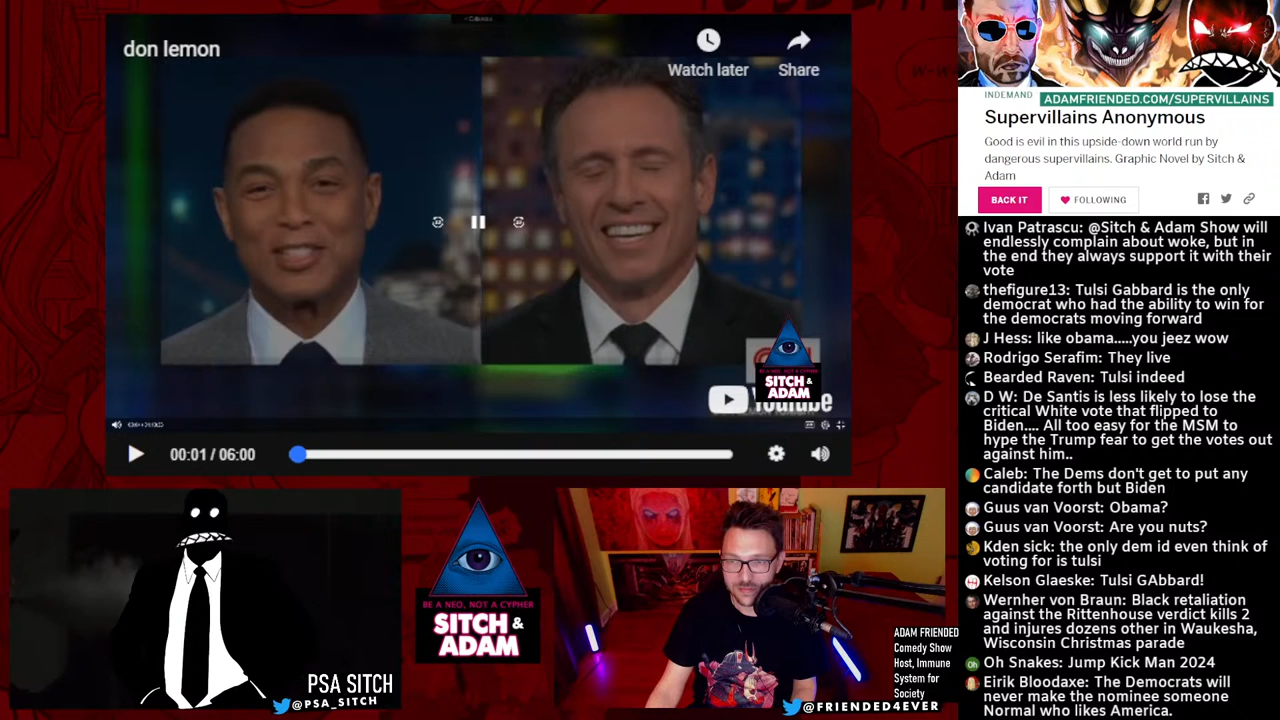 don lemon
Watch later
Share
SITCH &
ADAM
YouTube
00:01 / 06:00
INDEMAND
ADAMFRIENDED.COM/SUPERVILLAINS
Supervillains Anonymous
Good is evil in this upside-down world run by
dangerous supervillains. Graphic Novel by Sitch &
Adam
BACK IT
FOLLOWING
Ivan Patrascu: @Sitch & Adam Show will
endlessly complain about woke, but in
the end they always support it with their
vote
thefigure13: Tulsi Gabbard is the only
democrat who had the ability to win for
the democrats moving forward
J Hess: like obama.....you jeez wow
Rodrigo Serafim: They live
Bearded Raven: Tulsi indeed
D W: De Santis is less likely to lose the
critical White vote that flipped to
Biden.... All too easy for the MSM to
hype the Trump fear to get the votes out
against him..
Caleb: The Dems don't get to put any
candidate forth but Biden
Guus van Voorst: Obama?
Guus van Voorst: Are you nuts?
Kden sick: the only dem id even think of
voting for is tulsi
Kelson Glaeske: Tulsi GAbbard!
Wernher von Braun: Black retaliation
against the Rittenhouse verdict kills 2
and injures dozens other in Waukesha,
Wisconsin Christmas parade
Oh Snakes: Jump Kick Man 2024
Eirik Bloodaxe: The Democrats will
never make the nominee someone
Normal who likes America.
PSA SITCH
@PSA_SITCH
BE A NEO, NOT A CYPHER
SITCH &
ADAM
ADAM FRIENDED
Comedy Show
Host, Immune
System for
Society
@FRIENDED4EVER